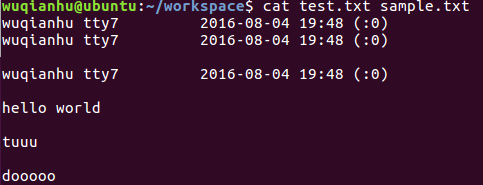 wuqianhu@ubuntu:~/workspace$ cat test.txt sample.txt
wuqianhu tty7         2016-08-04 19:48 (:0)
wuqianhu tty7         2016-08-04 19:48 (:0)
wuqianhu tty7         2016-08-04 19:48 (:0)
hello world
tuuu
dooooo